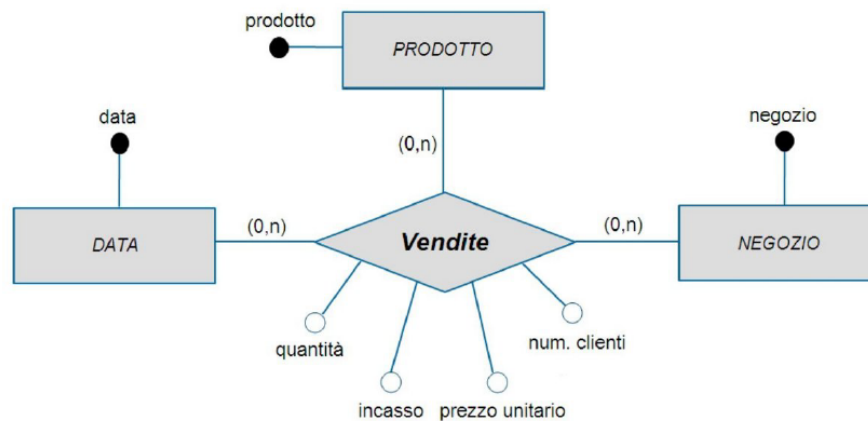 prodotto
PRODOTTO
data
negozio
(0,n)
DATA
(0,n)
Vendite
(0,n)
NEGOZIO
quantità
num. clienti
incasso
prezzo unitario